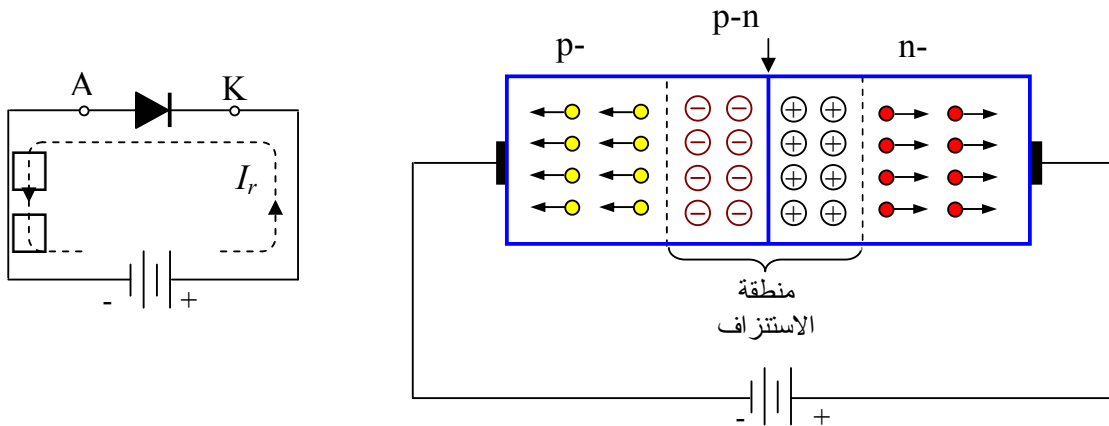 p-n
p-
n-
A
K
I_r
- +
منطقة
الاستنزاف
- +